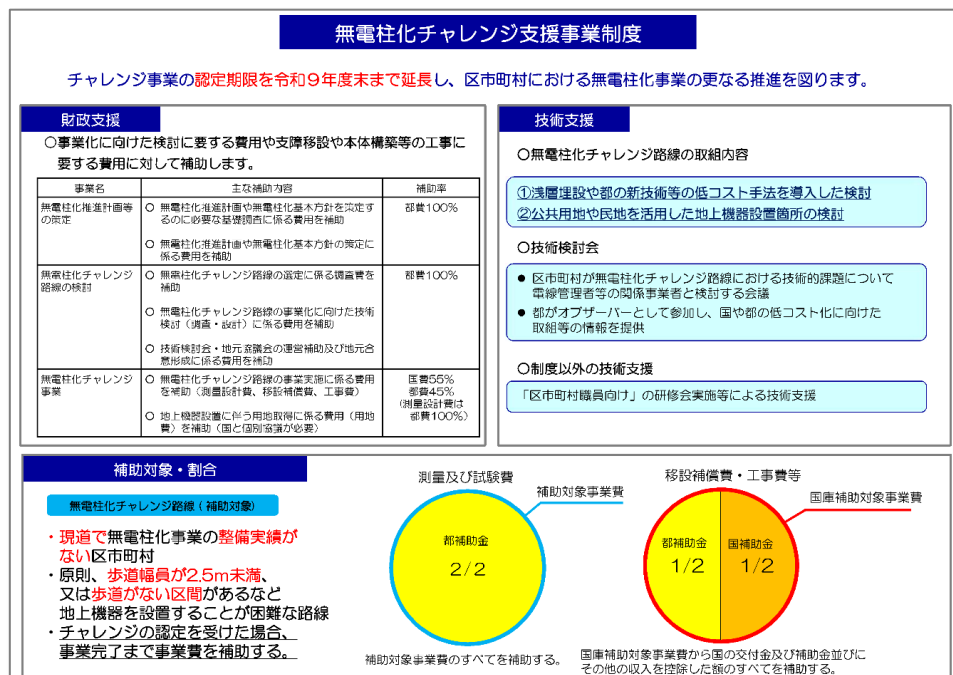 無電柱化チャレンジ支援事業制度
チャレンジ事業の認定期限を令和９年度末まで延長し、区市町村における無電柱化事業の更なる推進を図ります。
財政支援
○事業化に向けた検討に要する費用や支障移設や本体構築等の工事に
要する費用に対して補助します。
事業名
主な補助内容
補助率
無電柱化推進計画等
の策定
○ 無電柱化推進計画や無電柱化基本方針を策定す
るのに必要な基礎調査に係る費用を補助
○ 無電柱化推進計画や無電柱化基本方針の策定に
係る費用を補助
都費100%
無電柱化チャレンジ
路線の検討
○ 無電柱化チャレンジ路線の選定に係る調査費を
補助
○ 無電柱化チャレンジ路線の事業化に向けた技術
検討（調査・設計）に係る費用を補助
○ 技術検討会・地元協議会の運営補助及び地元合
意形成に係る費用を補助
都費100%
無電柱化チャレンジ
事業
○ 無電柱化チャレンジ路線の事業実施に係る費用
を補助（測量設計費、移設補償費、工事費）
○ 地上機器設置に伴う用地取得に係る費用（用地
費）を補助（国と個別協議が必要）
国費55%
都費45%
(測量設計費は
都費100%)
技術支援
○無電柱化チャレンジ路線の取組内容
①浅層埋設や都の新技術等の低コスト手法を導入した検討
②公共用地や民地を活用した地上機器設置箇所の検討
○技術検討会
● 区市町村が無電柱化チャレンジ路線における技術的課題について
電線管理者等の関係事業者と検討する会議
● 都がオブザーバーとして参加し、国や都の低コスト化に向けた
取組等の情報を提供
○制度以外の技術支援
「区市町村職員向け」の研修会実施等による技術支援
補助対象・割合
無電柱化チャレンジ路線（補助対象）
・現道で無電柱化事業の整備実績が
ない区市町村
・原則、歩道幅員が2.5m未満、
又は歩道がない区間があるなど
地上機器を設置することが困難な路線
・チャレンジの認定を受けた場合、
事業完了まで事業費を補助する。
測量及び試験費
補助対象事業費
都補助金
2/2
補助対象事業費のすべてを補助する。
移設補償費・工事費等
国庫補助対象事業費
都補助金
1/2
国補助金
1/2
国庫補助対象事業費から国の交付金及び補助金並びに
その他の収入を控除した額のすべてを補助する。